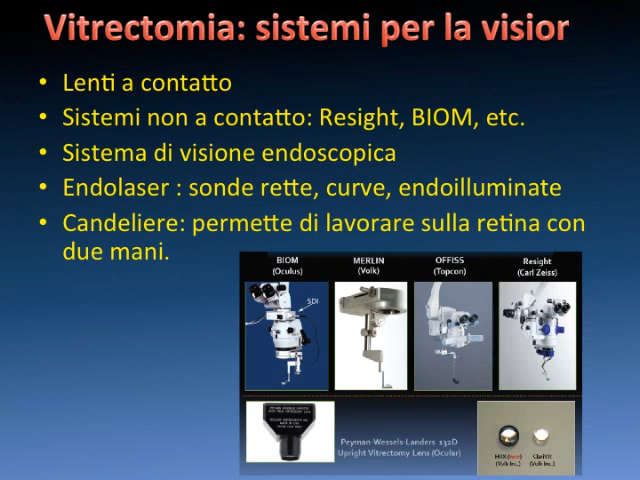 Vitrectomia: sistemi per la vision
• Lenti a contatto
• Sistemi non a contatto: Resight, BIOM, etc.
• Sistema di visione endoscopica
• Endolaser : sonde rette, curve, endoilluminate
• Candeliere: permette di lavorare sulla retina con
due mani.
BIOM
(Oculus)
MERLIN
(Volk)
OFFISS
(Topcon)
Resight
(Carl Zeiss)
SDI
Peyman-Wessels-Landers 132D
Upright Vitrectomy Lens (Ocular)
(new)
(Volk Inc.)
ClariVit
(Volk Inc.)